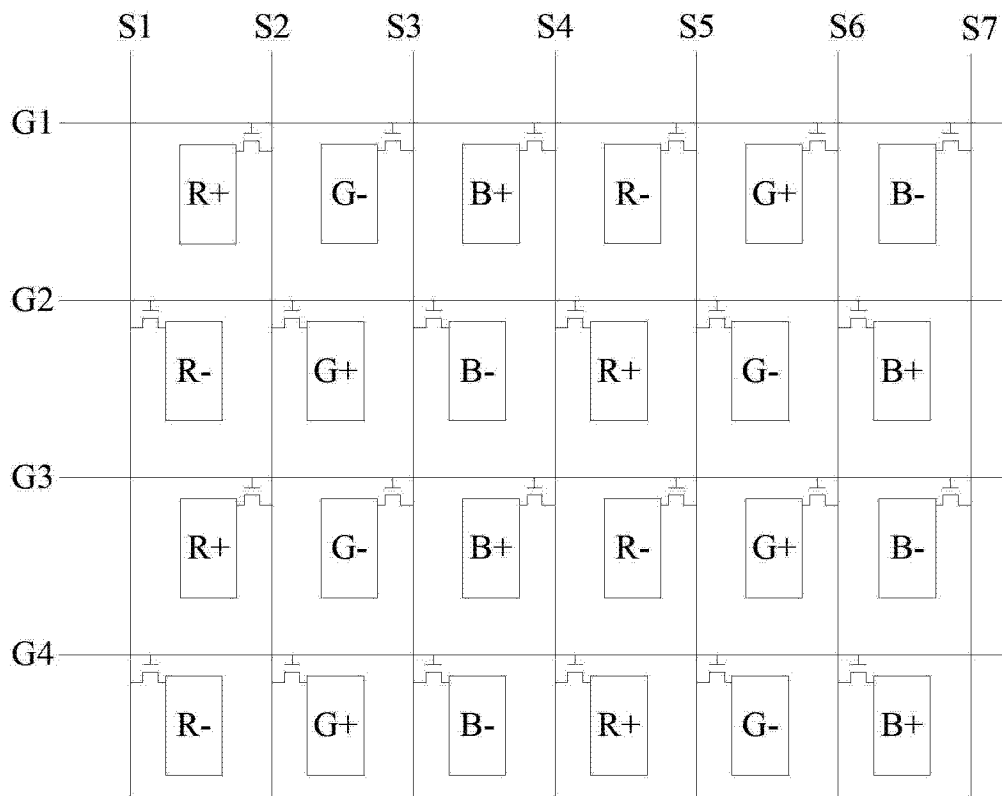 S1 S2 S3 S4 S5 S6 S7
G1
R+ G- B+ R- G+ B-
G2
R- G+ B- R+ G- B+
G3
R+ G- B+ R- G+ B-
G4
R- G+ B- R+ G- B+